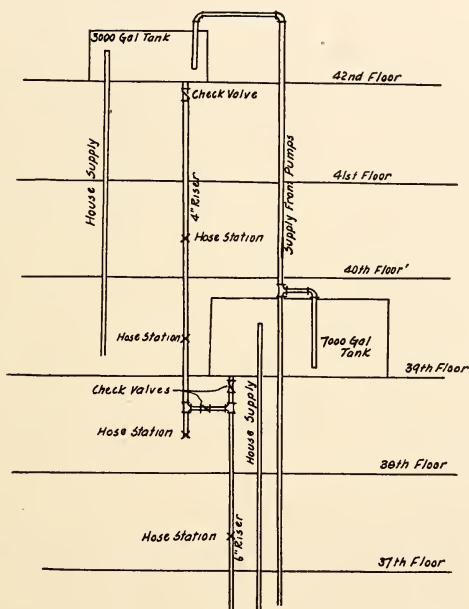 3000 Gal Tank
42nd Floor
Check Valve
House Supply
4" Riser
Supply From Pumps
41st Floor
Hose Station
40th Floor'
Hose Station
7000 Gal
Tank
39th Floor
Check Valves
House Supply
Hose Station
38th Floor
Hose Station
6" Riser
37th Floor